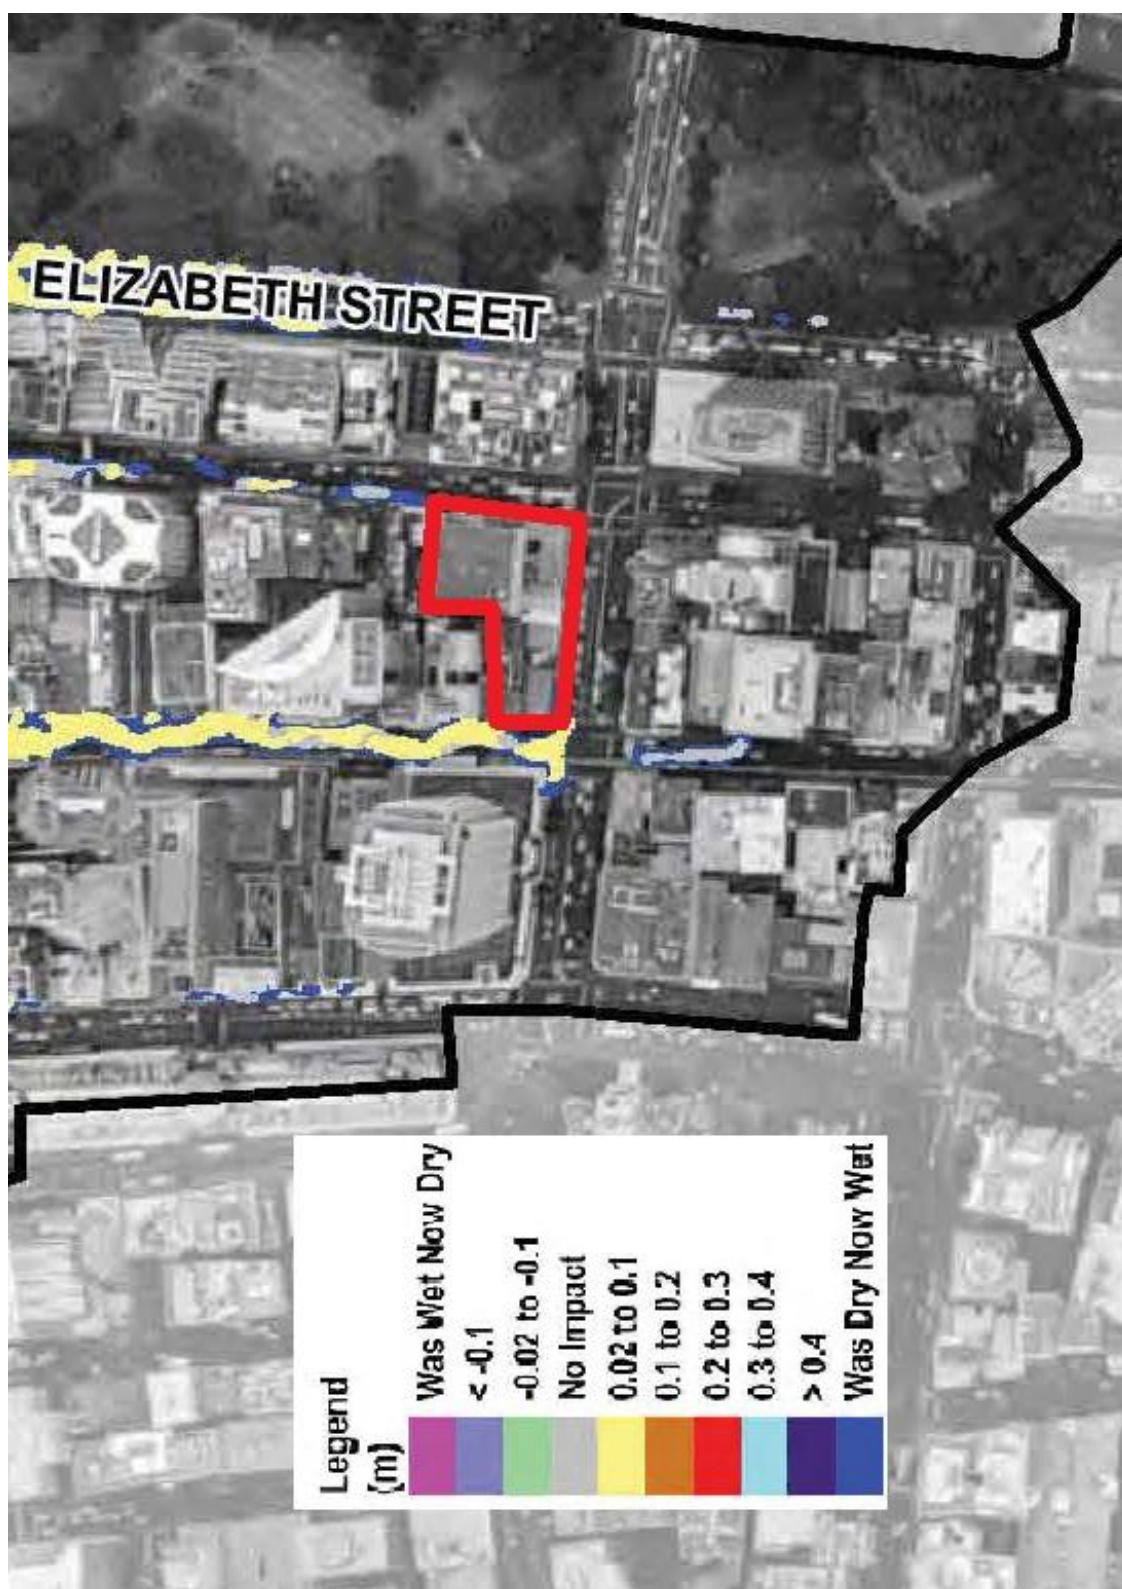 ELIZABETH STREET
Legend
(m)
Was Wet Now Dry
< -0.1
-0.02 to -0.1
No Impact
0.02 to 0.1
0.1 to 0.2
0.2 to 0.3
0.3 to 0.4
> 0.4
Was Dry Now Wet